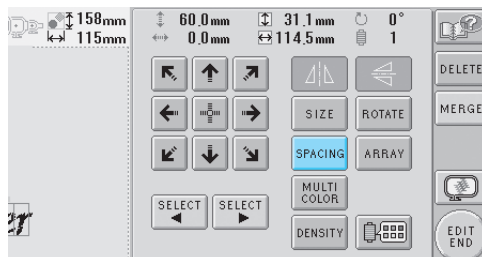 158mm 60.0mm 31.1mm 0°
115mm 0.0mm 114.5mm 1
DELETE
SIZE ROTATE MERGE
SPACING ARRAY
MULTI
COLOR
SELECT SELECT
DENSITY
EDIT
END
er